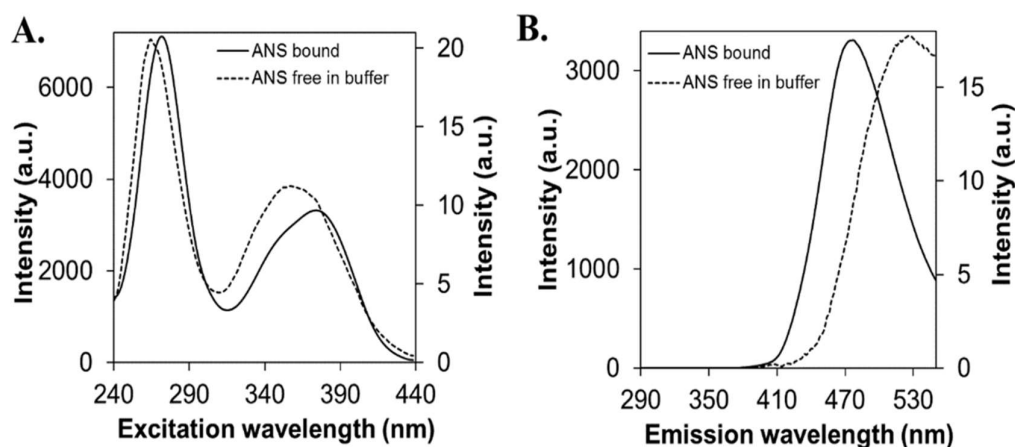 A.
ANS bound
ANS free in buffer
Intensity (a.u.)
6000
4000
2000
0
20
15
10
5
0
Intensity (a.u.)
240 290 340 390 440
Excitation wavelength (nm)
B.
ANS bound
ANS free in buffer
Intensity (a.u.)
3000
2000
1000
0
15
10
5
0
Intensity (a.u.)
290 350 410 470 530
Emission wavelength (nm)